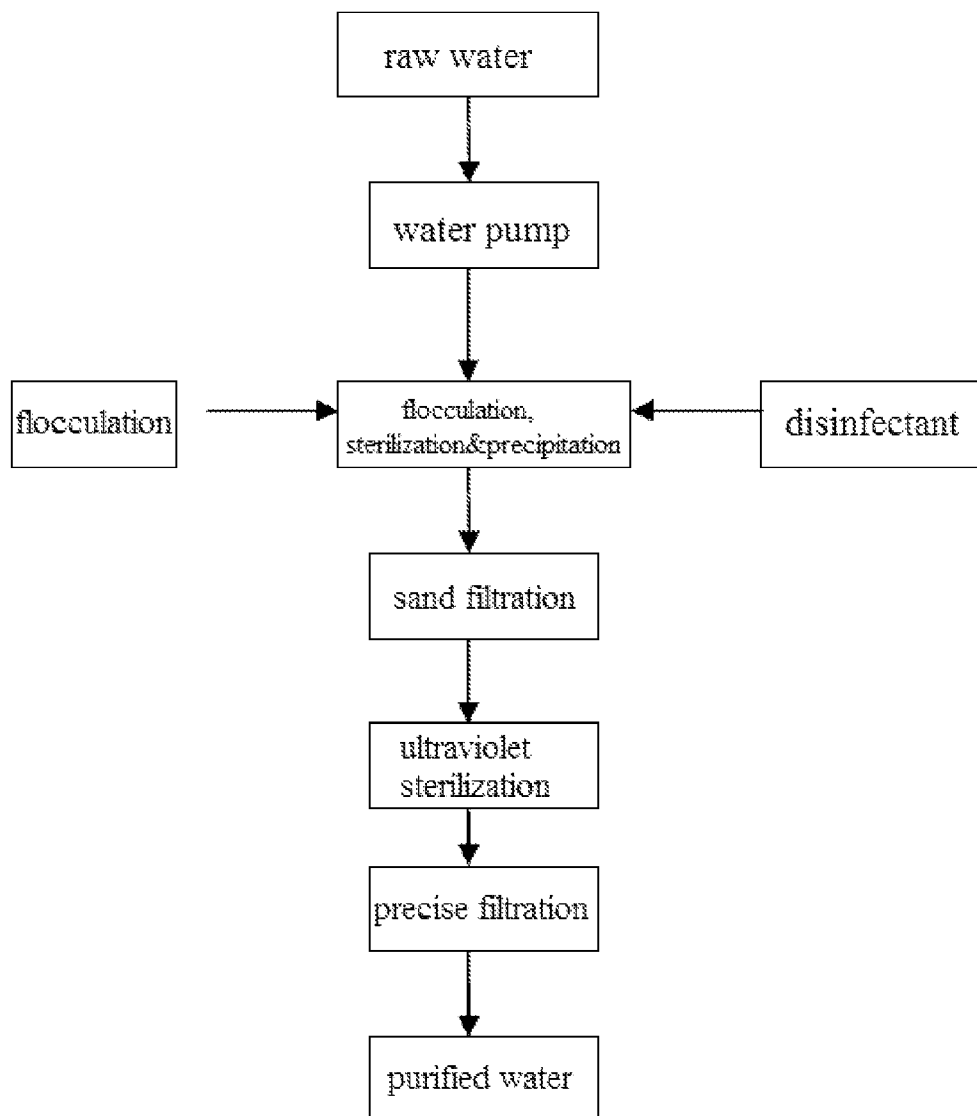 raw water
water pump
flocculation
flocculation,
sterilization&precipitation
disinfectant
sand filtration
ultraviolet
sterilization
precise filtration
purified water